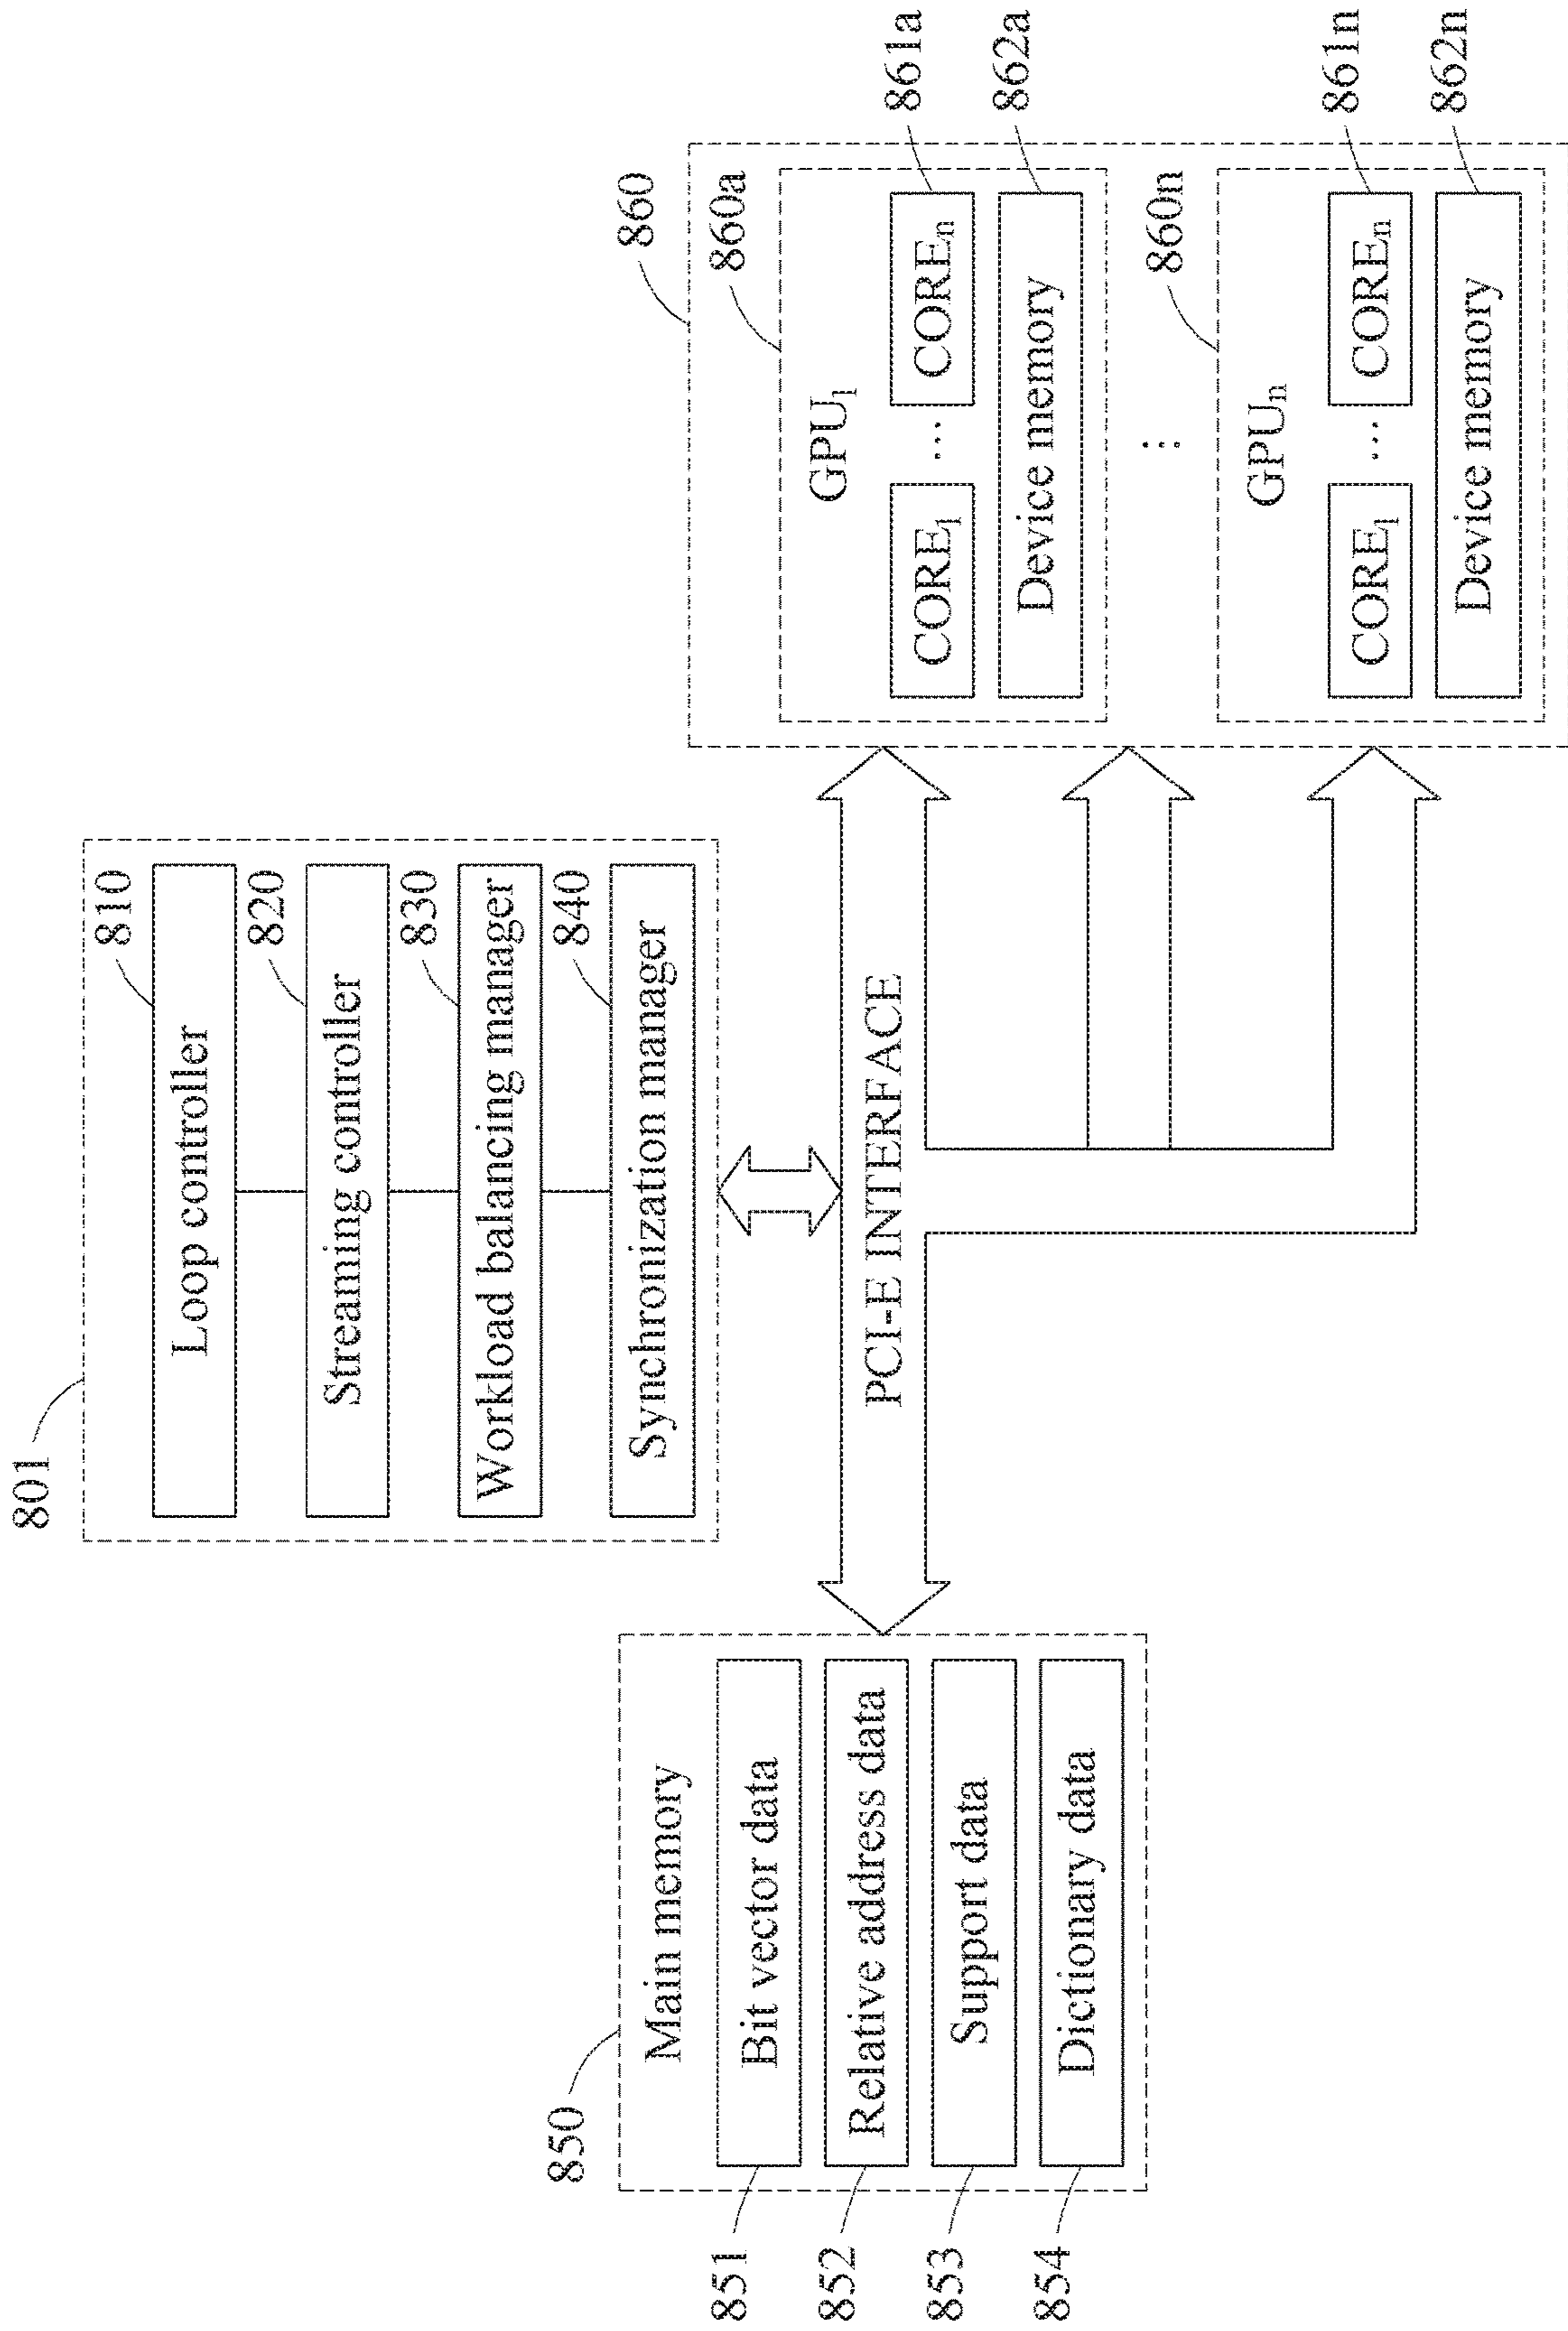 801
Loop controller
810
Streaming controller
820
Workload balancing manager
830
Synchronization manager
840
850
Main memory
851
Bit vector data
852
Relative address data
853
Support data
854
Dictionary data
PCI-E INTERFACE
860
860a
GPU₁
CORE₁ ... COREₙ
861a
Device memory
862a
⋮
860n
GPUₙ
CORE₁ ... COREₙ
861n
Device memory
862n